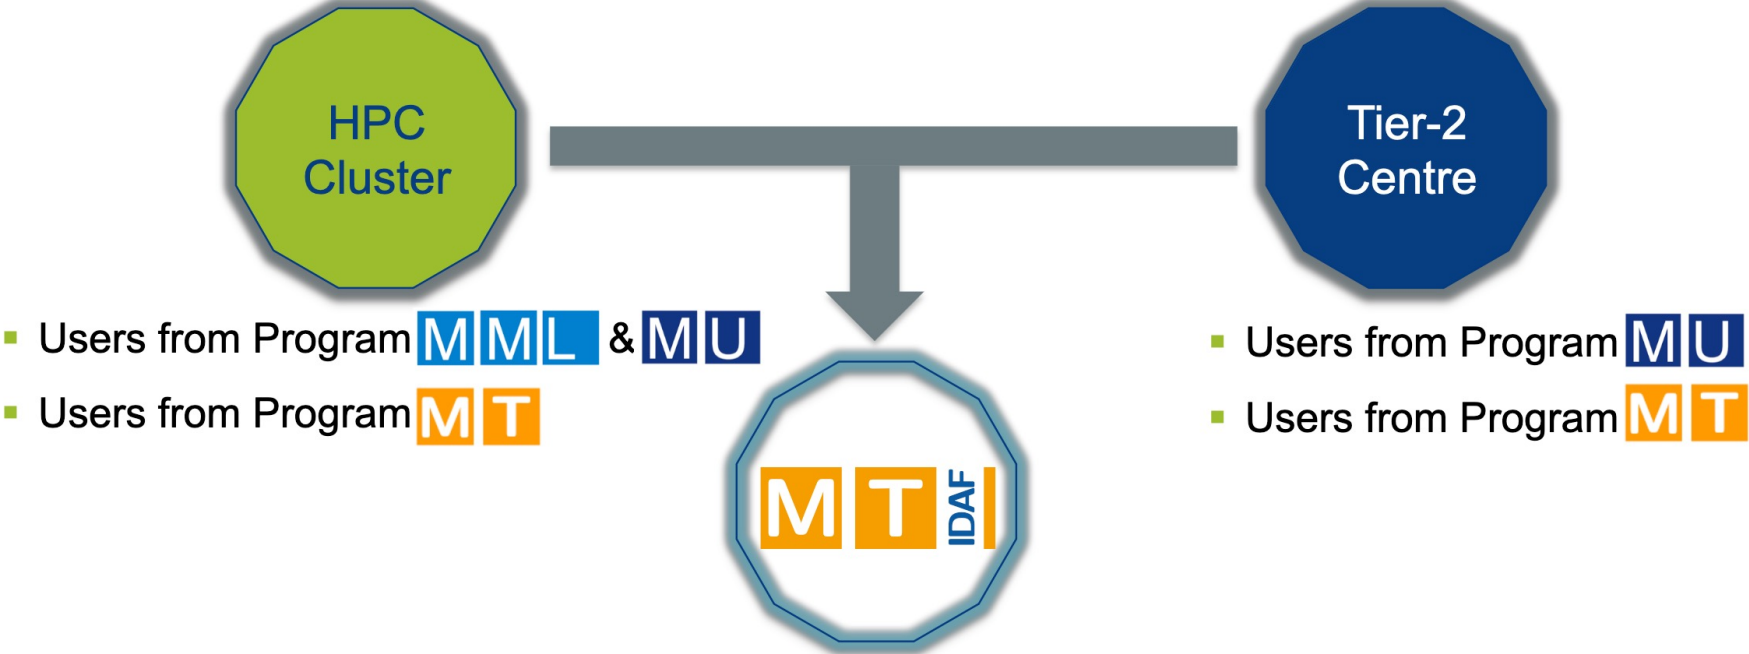 HPC
Cluster
Tier-2
Centre
Users from Program MML & MU
Users from Program MT
Users from Program MU
Users from Program MT
MT IDAF